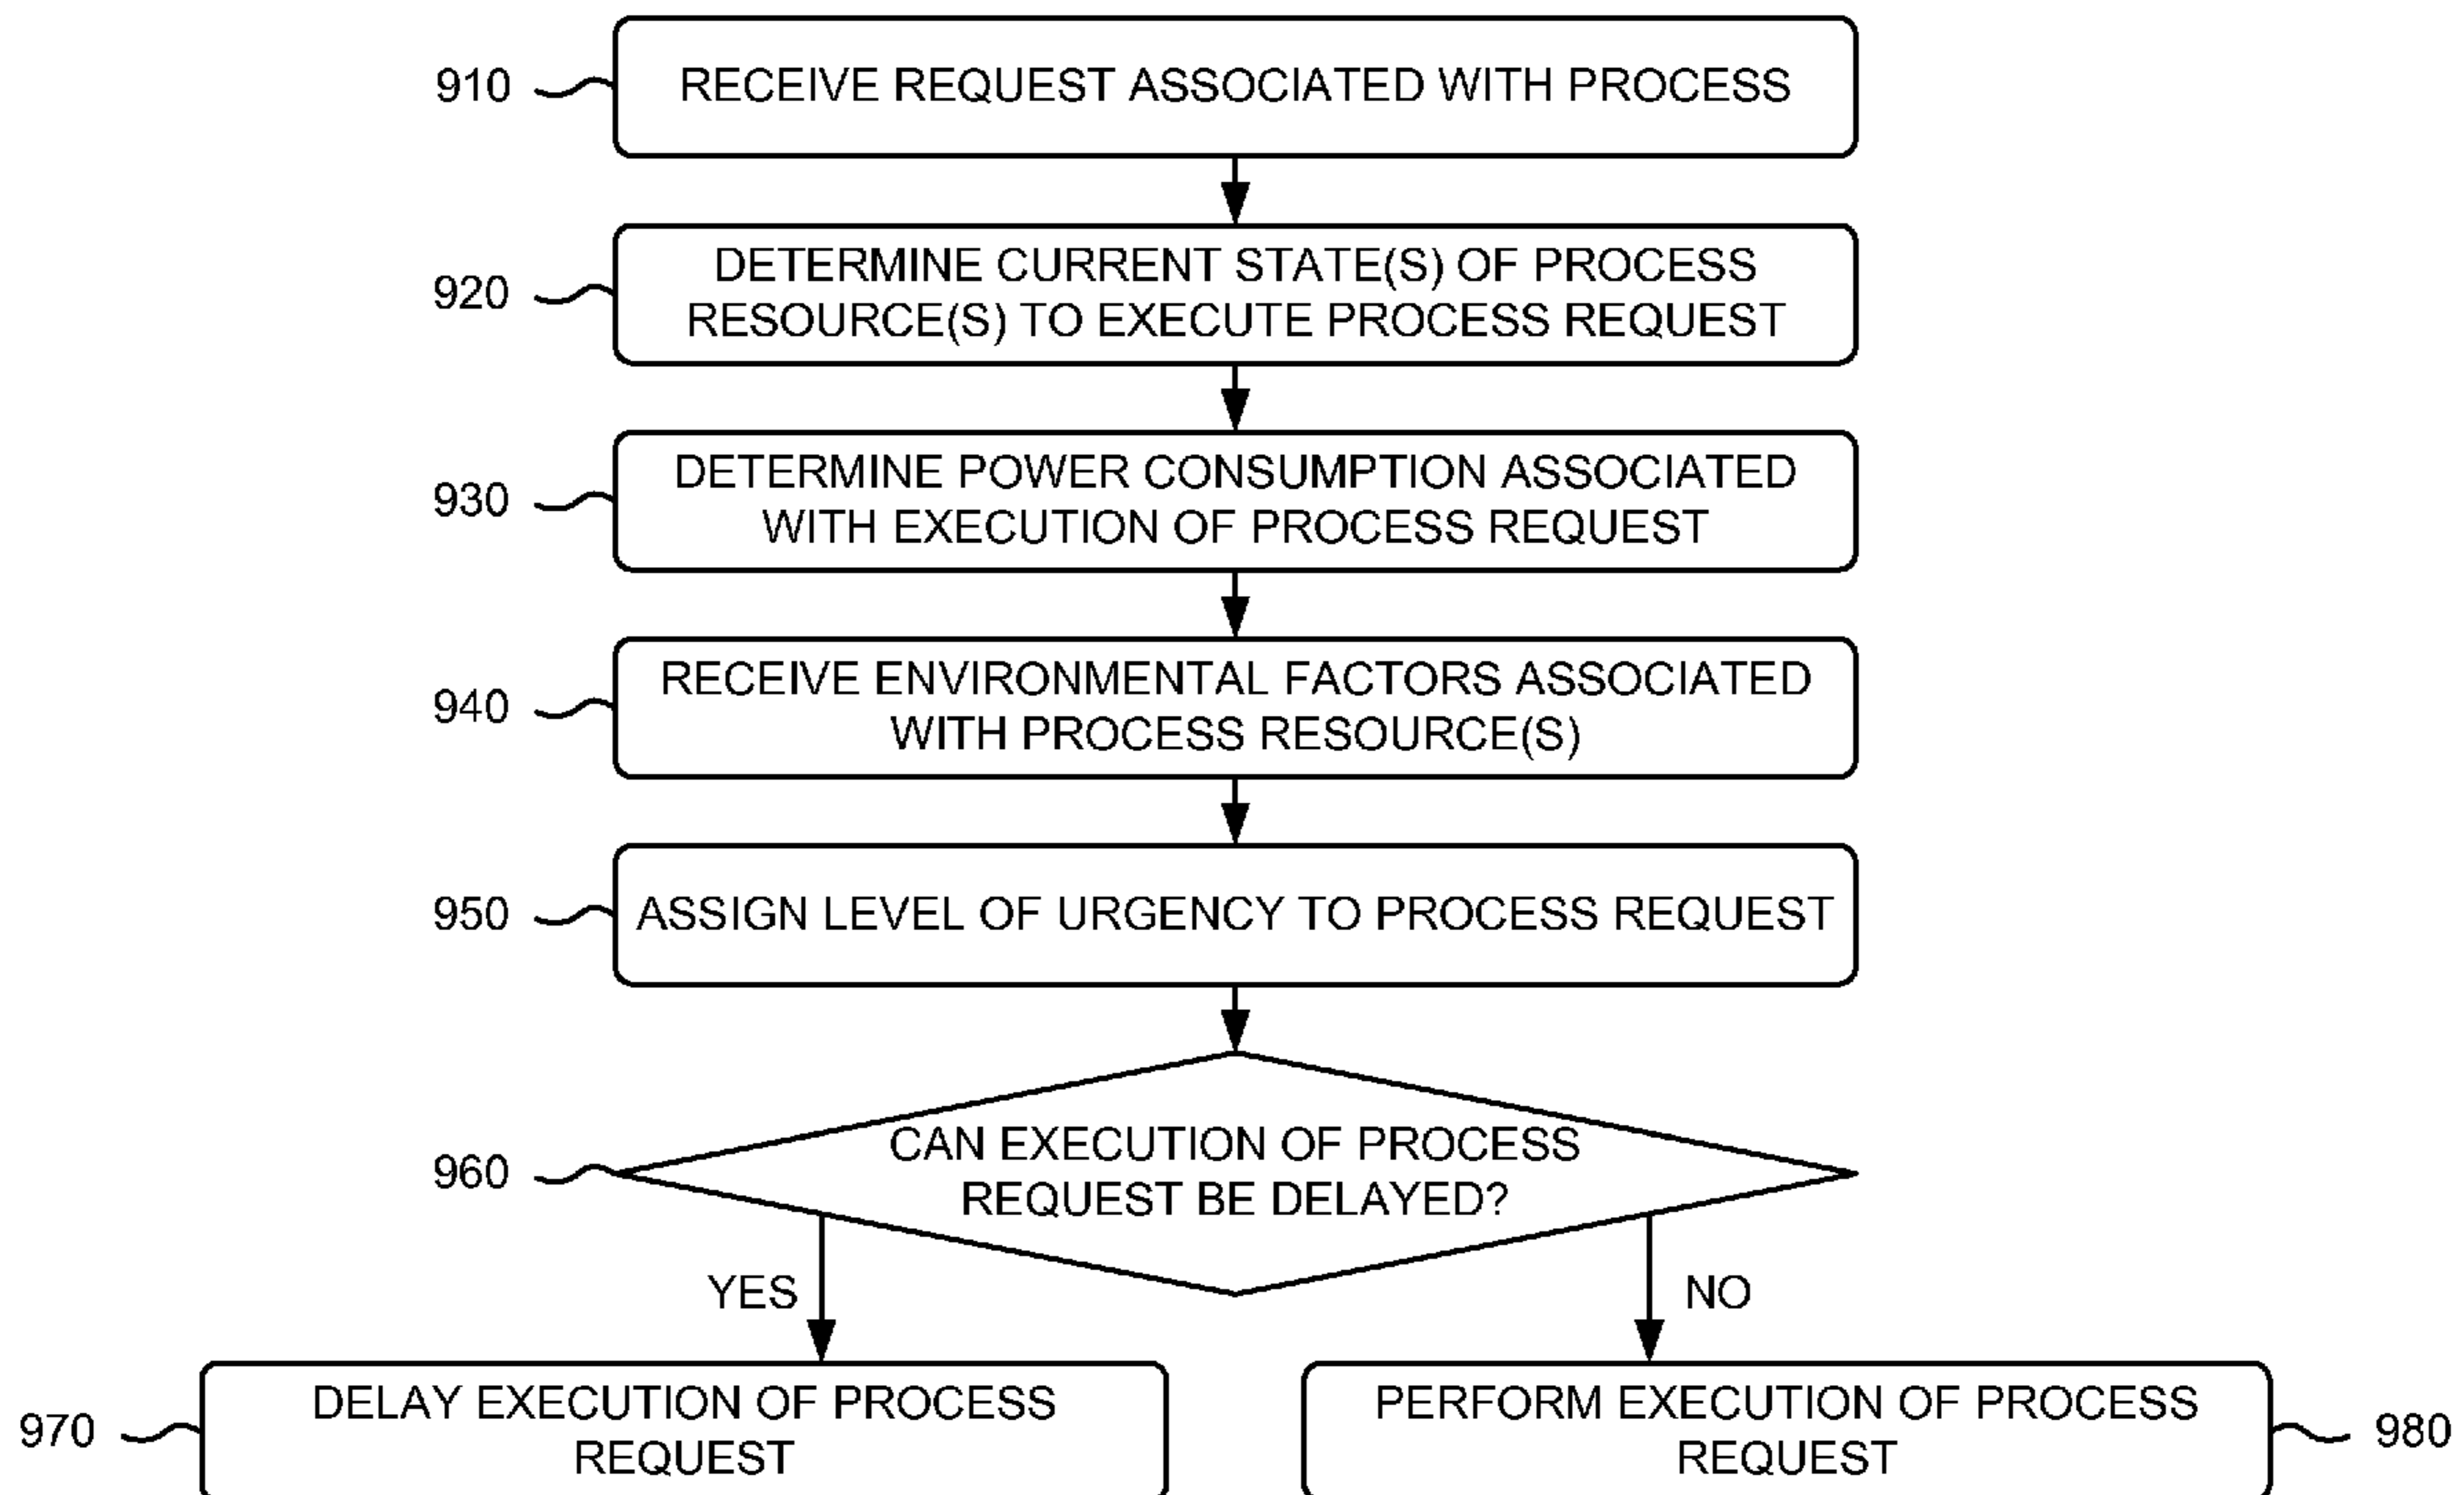 910
RECEIVE REQUEST ASSOCIATED WITH PROCESS
920
DETERMINE CURRENT STATE(S) OF PROCESS
RESOURCE(S) TO EXECUTE PROCESS REQUEST
930
DETERMINE POWER CONSUMPTION ASSOCIATED
WITH EXECUTION OF PROCESS REQUEST
940
RECEIVE ENVIRONMENTAL FACTORS ASSOCIATED
WITH PROCESS RESOURCE(S)
950
ASSIGN LEVEL OF URGENCY TO PROCESS REQUEST
960
CAN EXECUTION OF PROCESS
REQUEST BE DELAYED?
YES
NO
970
DELAY EXECUTION OF PROCESS
REQUEST
PERFORM EXECUTION OF PROCESS
REQUEST
980